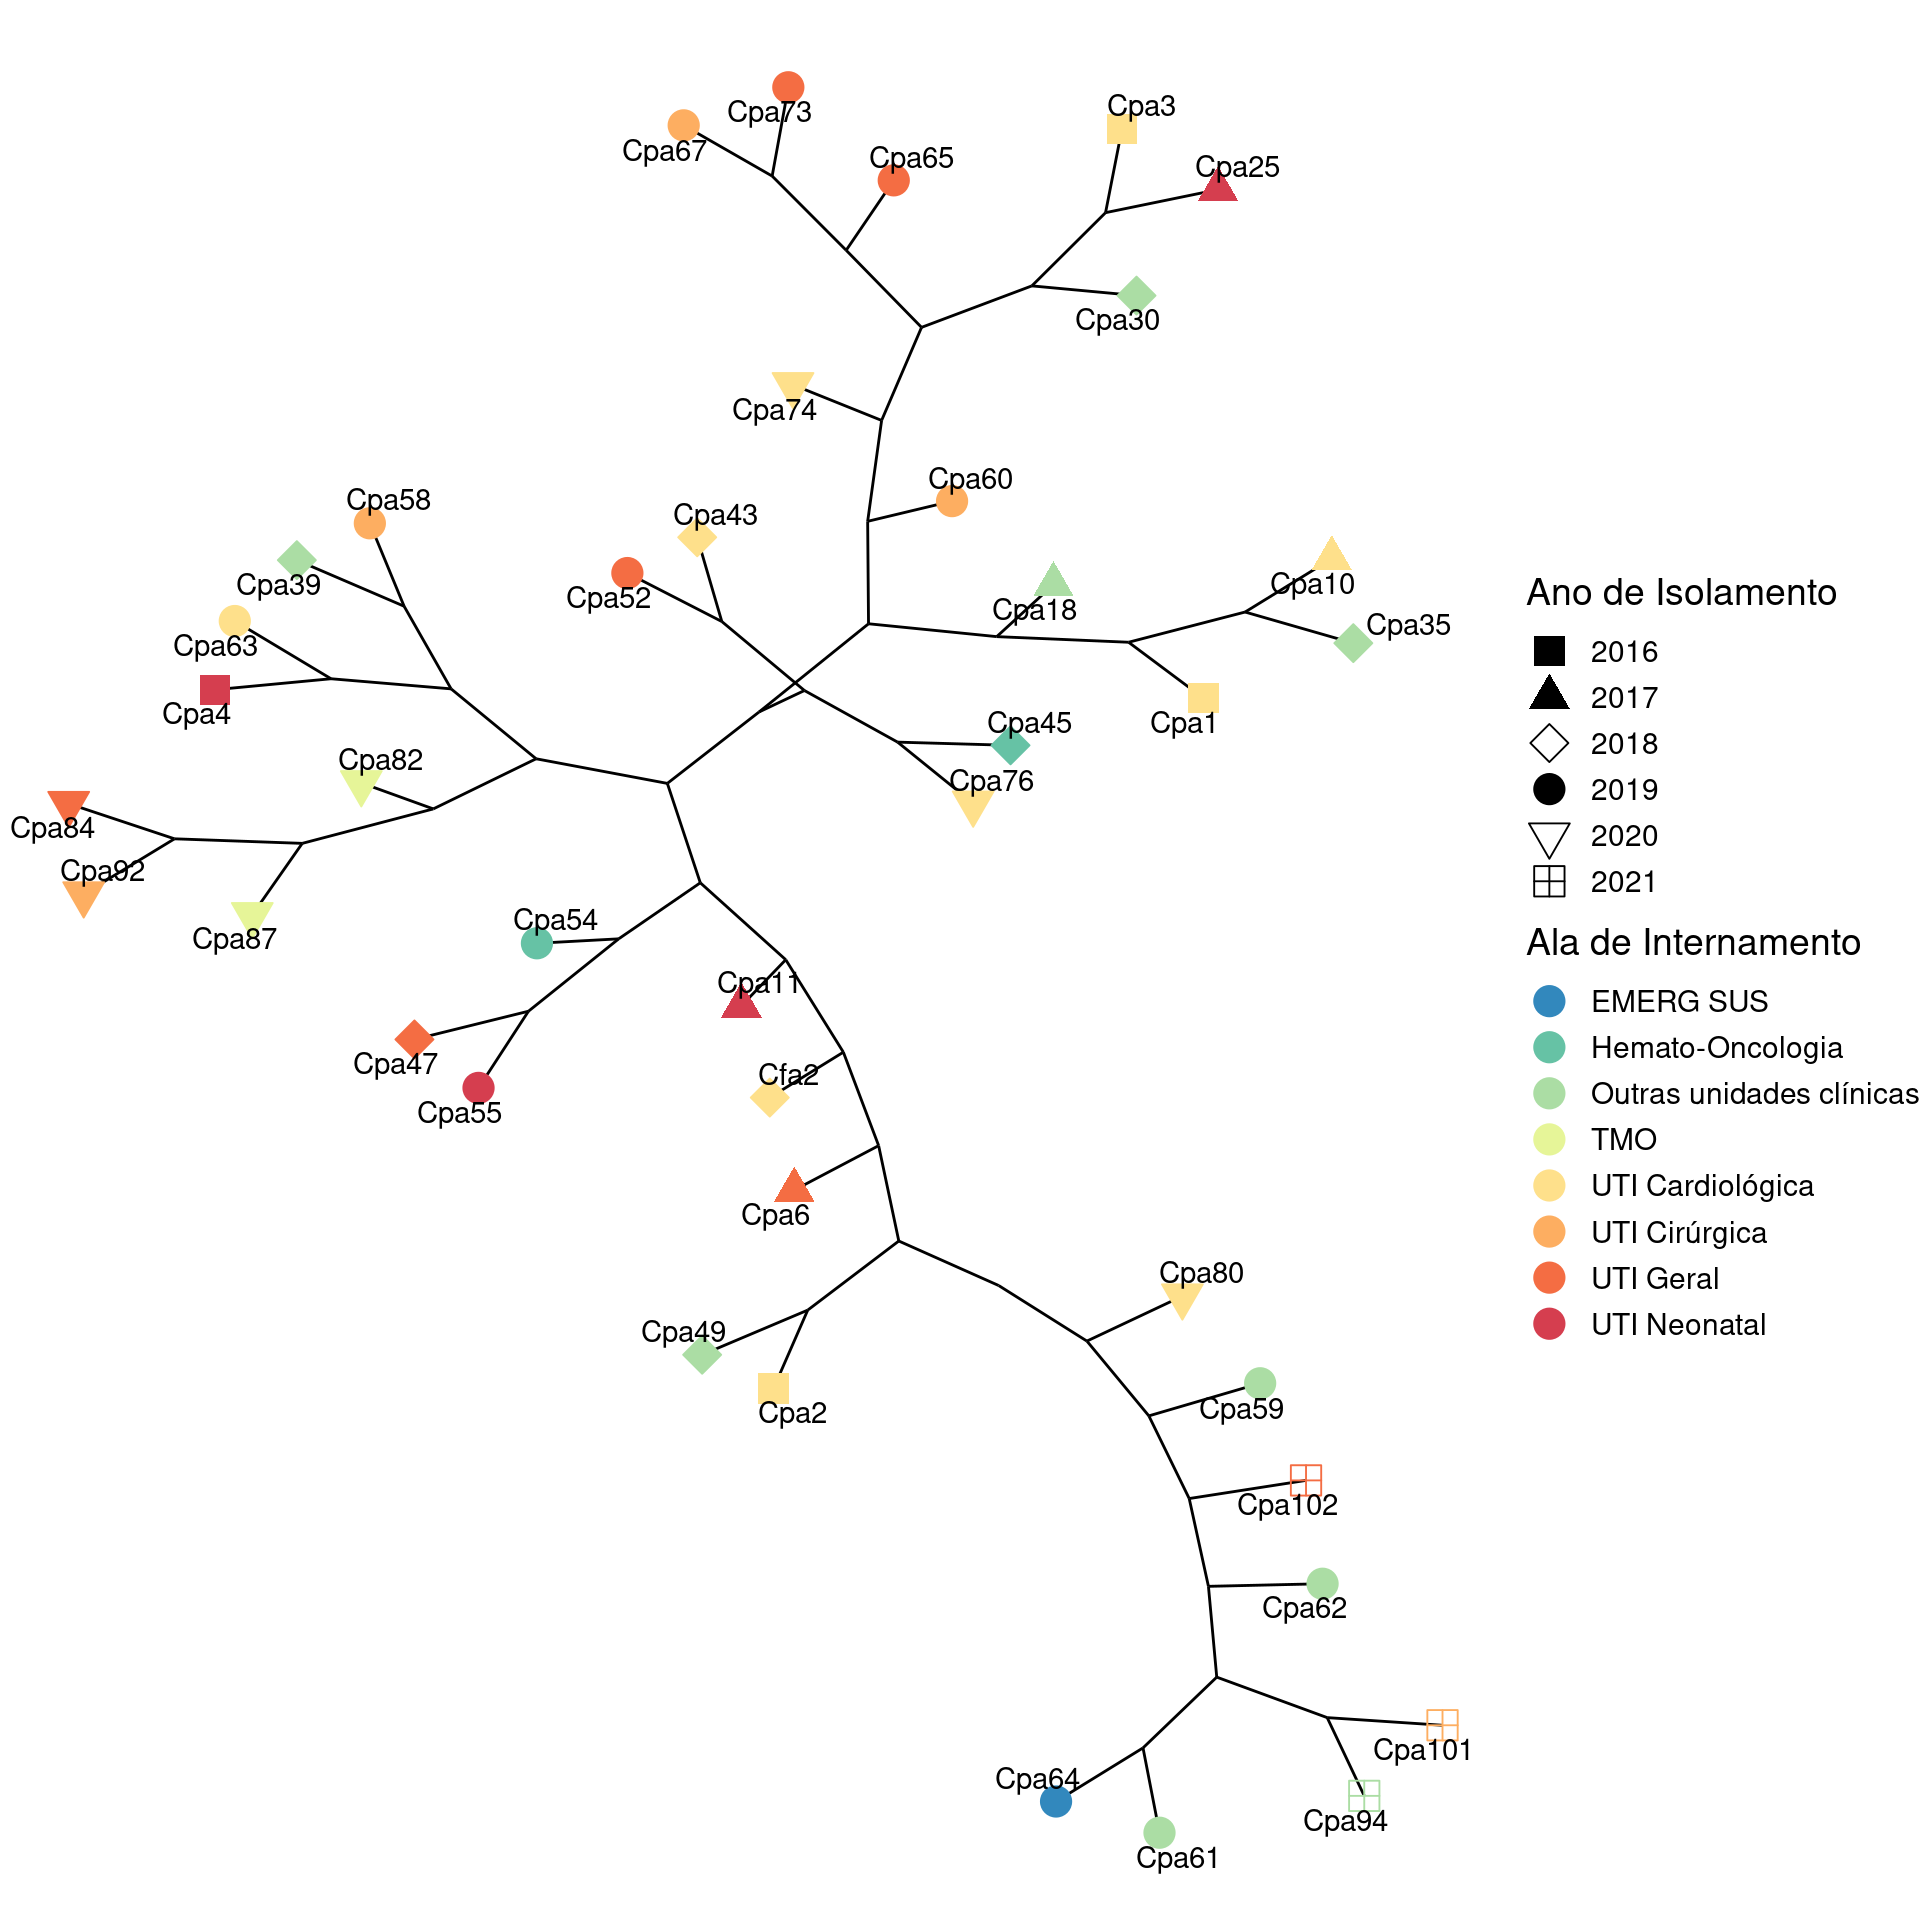 Cpa73
Cpa3
Cpa67
Cpa65
Cpa25
Cpa30
Cpa74
Cpa60
Cpa58
Cpa43
Cpa39
Cpa52
Cpa10
Cpa18
Cpa35
Cpa63
Cpa4
Cpa1
Cpa45
Cpa82
Cpa76
Cpa84
Cpa92
Cpa87
Cpa54
Cpa11
Cpa47
Cfa2
Cpa55
Cpa6
Cpa80
Cpa49
Cpa2
Cpa59
Cpa102
Cpa62
Cpa101
Cpa64
Cpa94
Cpa61
Ano de Isolamento
2016
2017
2018
2019
2020
2021
Ala de Internamento
EMERG SUS
Hemato-Oncologia
Outras unidades clínicas
TMO
UTI Cardiológica
UTI Cirúrgica
UTI Geral
UTI Neonatal